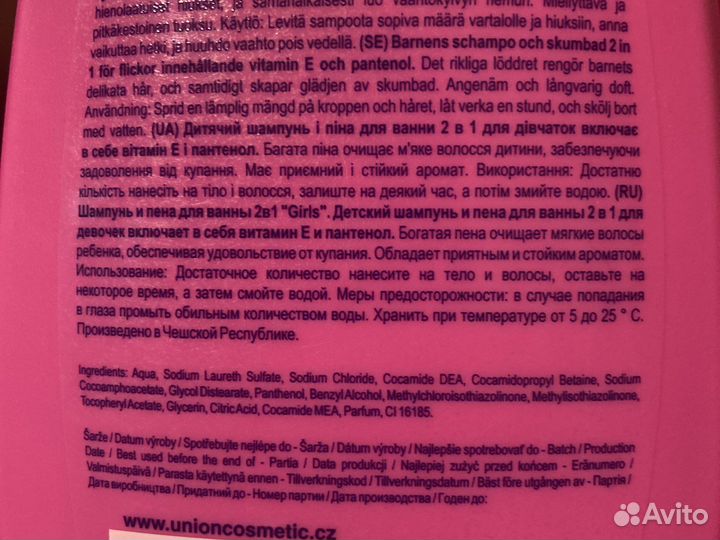 hienolaatuiset hiukset, ja samanaikaisesti luo vaahtokylvyn hemun. Miellyttävä ja
pitkäkestoinen tuoksu. Käyttö: Levitä sampoota sopiva määrä vartalolle ja hiuksiin, anna
vaikuttaa hetki, ja huuhdo vaahto pois vedellä. (SE) Barnens schampo och skumbad 2 in
1 för flickor innehållande vitamin E och pantenol. Det rikliga löddret rengör barnets
delikata hår, och samtidigt skapar glädjen av skumbad. Angenäm och långvarig doft.
Användning: Sprid en lämplig mängd på kroppen och håret, låt verka en stund, och skölj bort
med vatten. (UA) Дитячий шампунь і піна для ванни 2 в 1 для дівчаток включає
в себе вітамін E і пантенол. Багата піна очищає м'яке волосся дитини, забезпечуючи
задоволення від купання. Має приємний і стійкий аромат. Використання: Достатню
кількість нанесіть на тіло і волосся, залиште на деякий час, а потім змийте водою. (RU)
Шампунь и пена для ванны 2в1 "Girls". Детский шампунь и пена для ванны 2 в 1 для
девочек включает в себя витамин E и пантенол. Богатая пена очищает мягкие волосы
ребенка, обеспечивая удовольствие от купания. Обладает приятным и стойким ароматом.
Использование: Достаточное количество нанесите на тело и волосы, оставьте на
некоторое время, а затем смойте водой. Меры предосторожности: в случае попадания
в глаза промыть обильным количеством воды. Хранить при температуре от 5 до 25 ° C.
Произведено в Чешской Республике.
Ingredients: Aqua, Sodium Laureth Sulfate, Sodium Chloride, Cocamide DEA, Cocamidopropyl Betaine, Sodium
Cocoamphoacetate, Glycol Distearate, Panthenol, Benzyl Alcohol, Methylchloroisothiazolinone, Methylisothiazolinone,
Tocopheryl Acetate, Glycerin, Citric Acid, Cocamide MEA, Parfum, CI 16185.
Šarže / Datum výroby / Spotřebujte nejlépe do - Šarža / Dátum výroby / Najlepšie spotrebovať do - Batch / Production
Date / Best used before the end of - Partia / Data produkcji / Najlepiej zużyć przed końcem - Eränumero /
Valmistuspäivä / Parasta käytettynä ennen - Tillverkningskod / Tillverkningsdatum / Bäst före utgången av - Партія /
Дата виробництва / Придатний до - Номер партии / Дата производства / Годен до:
www.unioncosmetic.cz
Avito